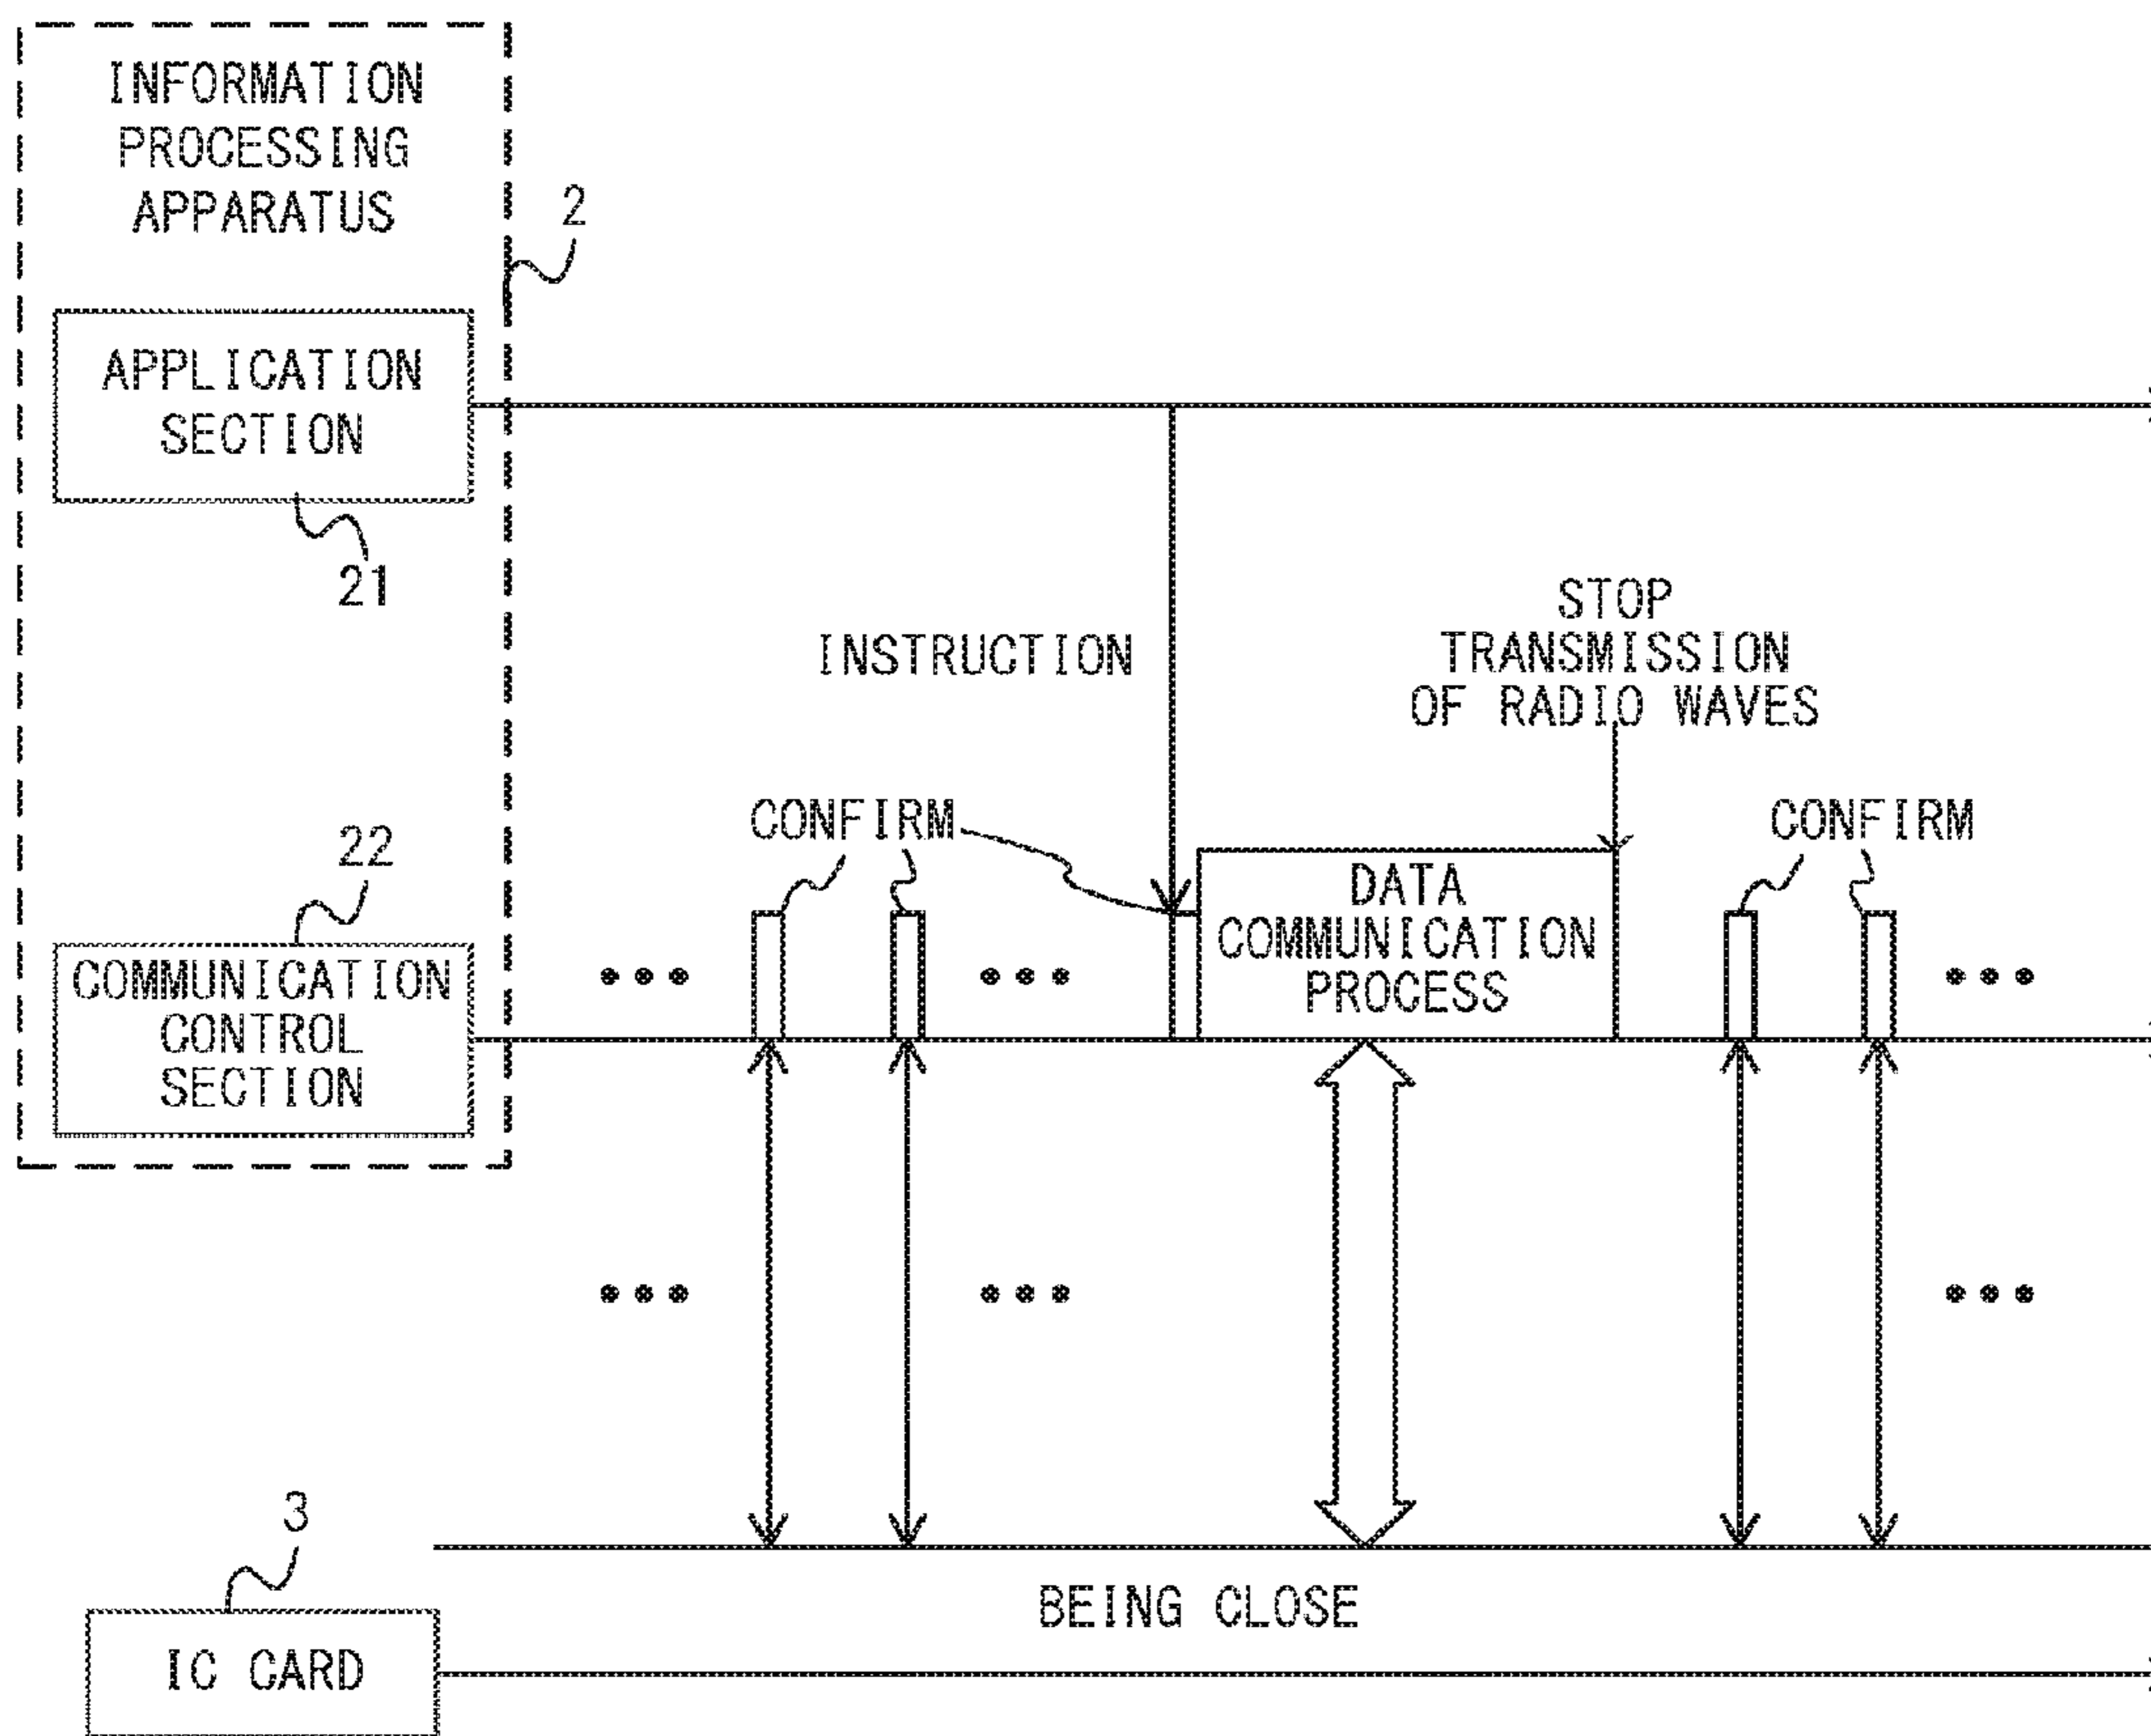 INFORMATION
PROCESSING
APPARATUS
2
APPLICATION
SECTION
21
INSTRUCTION
STOP
TRANSMISSION
OF RADIO WAVES
22
CONFIRM
CONFIRM
DATA
COMMUNICATION
PROCESS
COMMUNICATION
CONTROL
SECTION
3
BEING CLOSE
IC CARD